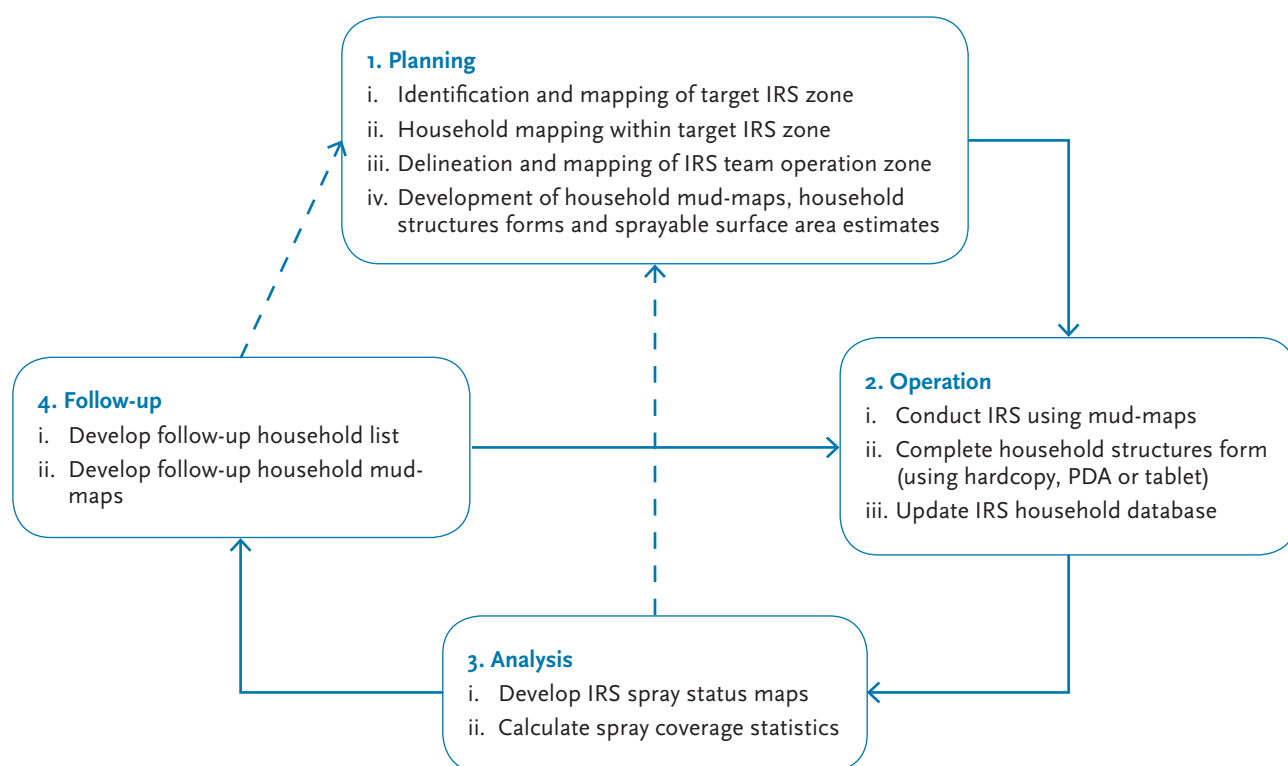 1. Planning
i. Identification and mapping of target IRS zone
ii. Household mapping within target IRS zone
iii. Delineation and mapping of IRS team operation zone
iv. Development of household mud-maps, household
structures forms and sprayable surface area estimates
2. Operation
i. Conduct IRS using mud-maps
ii. Complete household structures form
(using hardcopy, PDA or tablet)
iii. Update IRS household database
3. Analysis
i. Develop IRS spray status maps
ii. Calculate spray coverage statistics
4. Follow-up
i. Develop follow-up household list
ii. Develop follow-up household mud-
maps